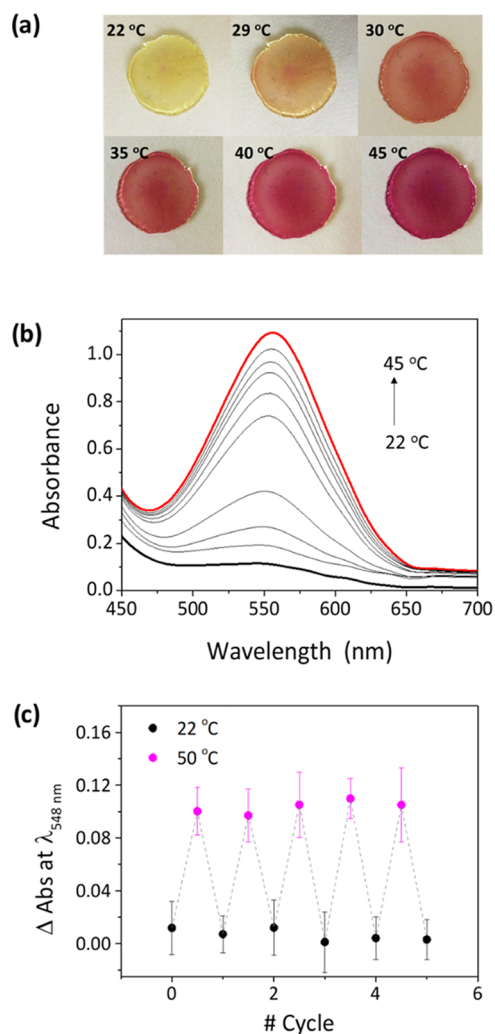 (a)
22 °C 29 °C 30 °C
35 °C 40 °C 45 °C
(b)
Absorbance
1.0
0.8
0.6
0.4
0.2
0.0
45 °C
22 °C
450 500 550 600 650 700
Wavelength (nm)
(c)
Δ Abs at λ548 nm
0.16
0.12
0.08
0.04
0.00
22 °C
50 °C
0 2 4 6
# Cycle